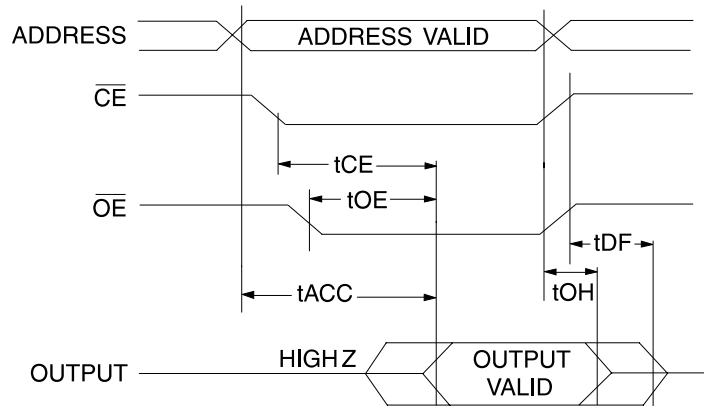 ADDRESS
ADDRESS VALID
CE
tCE
tOE
OE
tDF
tACC
tOH
HIGH Z
OUTPUT
OUTPUT
VALID